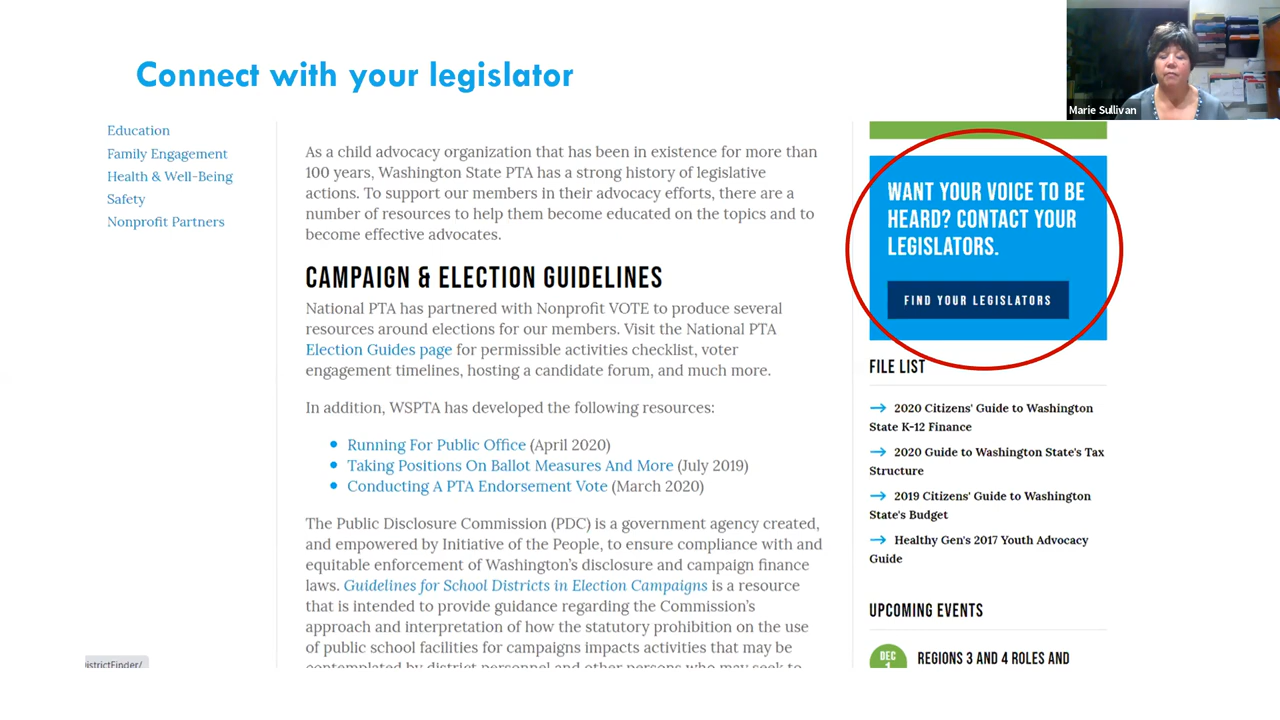 Connect with your legislator
Marie Sullivan
Education
Family Engagement
Health & Well-Being
Safety
Nonprofit Partners
As a child advocacy organization that has been in existence for more than
100 years, Washington State PTA has a strong history of legislative
actions. To support our members in their advocacy efforts, there are a
number of resources to help them become educated on the topics and to
become effective advocates.
CAMPAIGN & ELECTION GUIDELINES
National PTA has partnered with Nonprofit VOTE to produce several
resources around elections for our members. Visit the National PTA
Election Guides page for permissible activities checklist, voter
engagement timelines, hosting a candidate forum, and much more.
In addition, WSPTA has developed the following resources:
Running For Public Office (April 2020)
Taking Positions On Ballot Measures And More (July 2019)
Conducting A PTA Endorsement Vote (March 2020)
The Public Disclosure Commission (PDC) is a government agency created,
and empowered by Initiative of the People, to ensure compliance with and
equitable enforcement of Washington's disclosure and campaign finance
laws. Guidelines for School Districts in Election Campaigns is a resource
that is intended to provide guidance regarding the Commission's
approach and interpretation of how the statutory prohibition on the use
of public school facilities for campaigns impacts activities that may be
contemplated by district personnel and other persons who may seek to
WANT YOUR VOICE TO BE
HEARD? CONTACT YOUR
LEGISLATORS.
FIND YOUR LEGISLATORS
FILE LIST
2020 Citizens' Guide to Washington
State K-12 Finance
2020 Guide to Washington State's Tax
Structure
2019 Citizens' Guide to Washington
State's Budget
Healthy Gen's 2017 Youth Advocacy
Guide
UPCOMING EVENTS
DEC
1
REGIONS 3 AND 4 ROLES AND
istrictFinder/